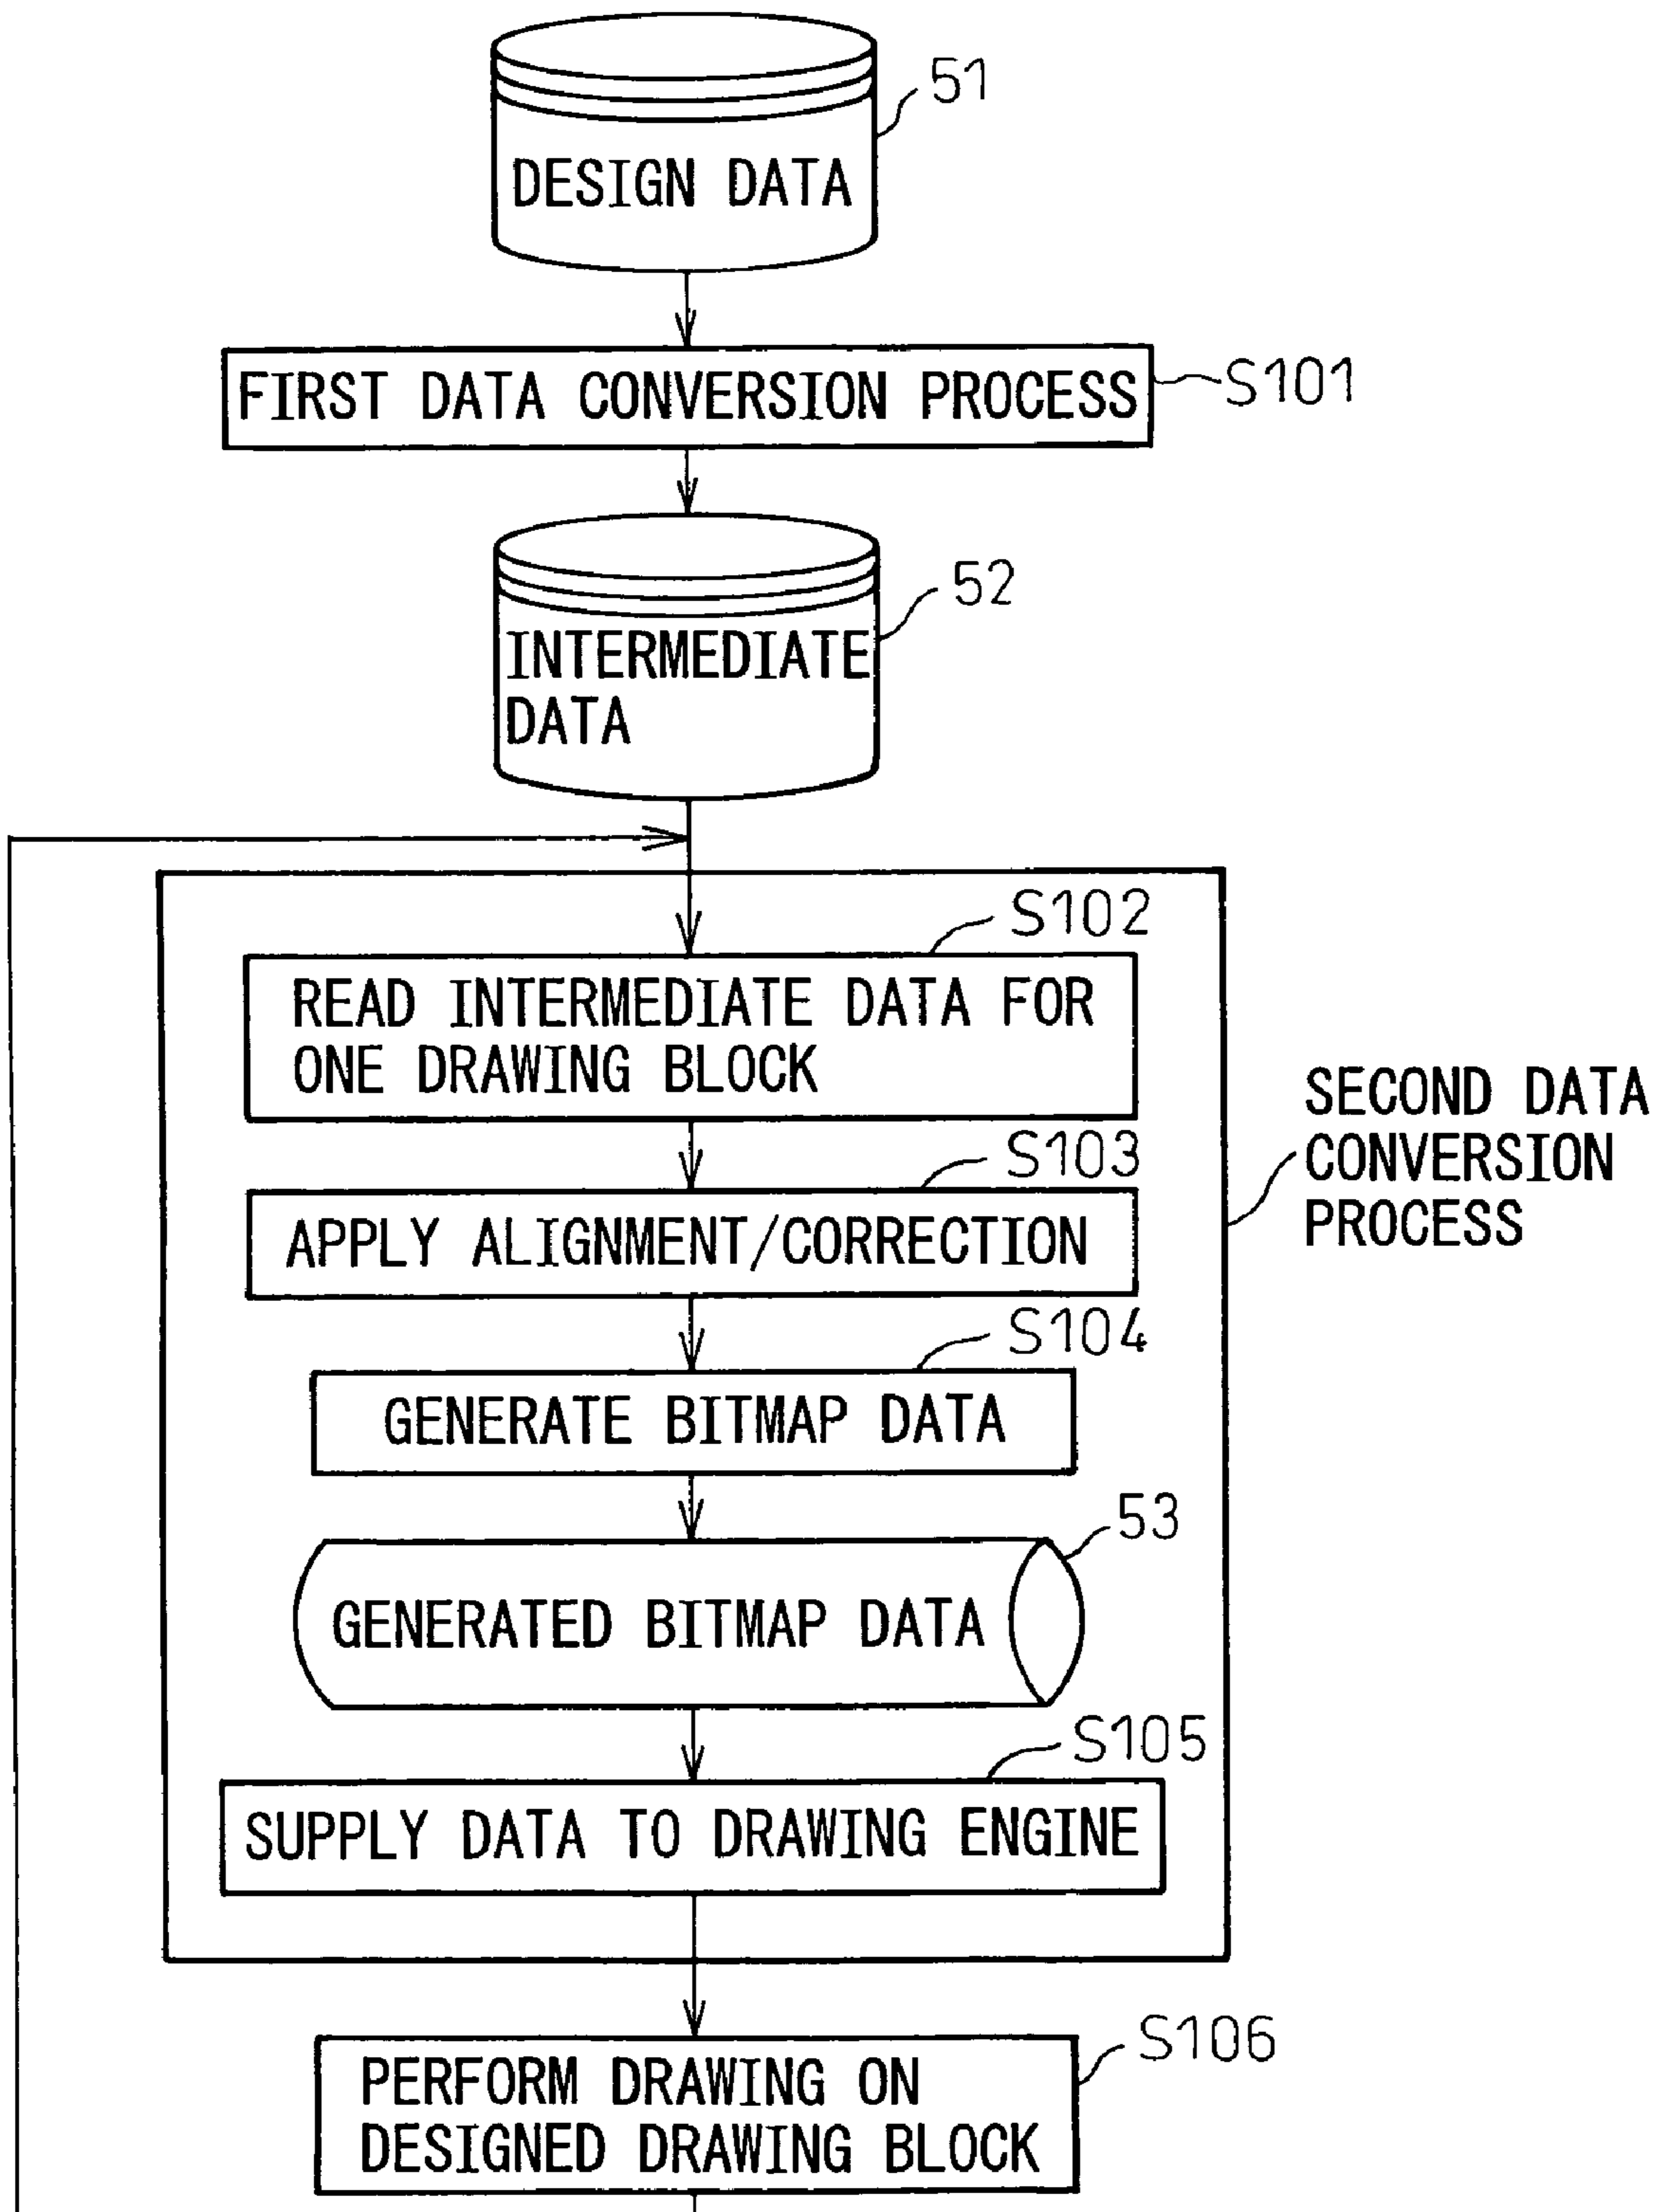 51
DESIGN DATA
FIRST DATA CONVERSION PROCESS
S101
52
INTERMEDIATE
DATA
S102
READ INTERMEDIATE DATA FOR
ONE DRAWING BLOCK
SECOND DATA
CONVERSION
PROCESS
S103
APPLY ALIGNMENT/CORRECTION
S104
GENERATE BITMAP DATA
53
GENERATED BITMAP DATA
S105
SUPPLY DATA TO DRAWING ENGINE
S106
PERFORM DRAWING ON
DESIGNED DRAWING BLOCK